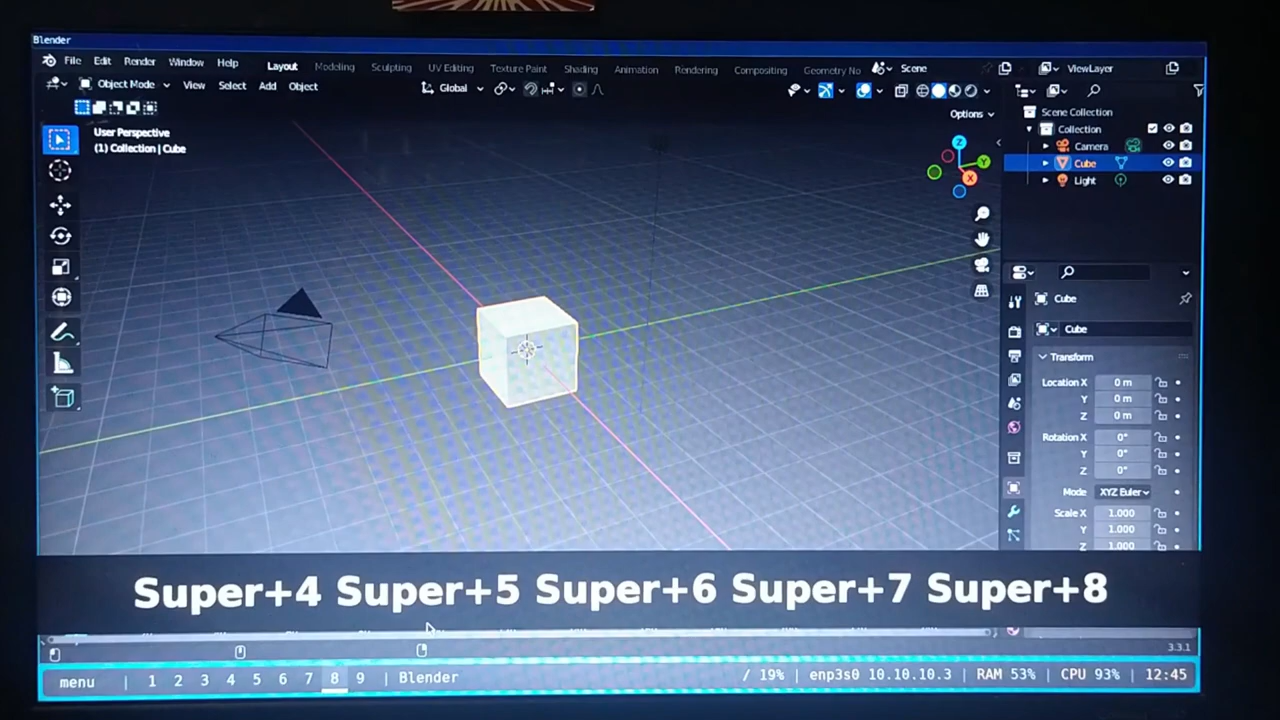 Blender
File Edit Render Window Help Layout Modeling Sculpting UV Editing Texture Paint Shading Animation Rendering Compositing Geometry No Scene ViewLayer
Object Mode View Select Add Object Global
Options
User Perspective
(1) Collection | Cube
Z
Y
X
Scene Collection
Collection
Camera
Cube
Light
Cube
Cube
Transform
Location X 0 m
Y 0 m
Z 0 m
Rotation X 0°
Y 0°
Z 0°
Mode XYZ Euler
Scale X 1.000
Y 1.000
Z 1.000
Super+4 Super+5 Super+6 Super+7 Super+8
3.3.1
menu | 1 2 3 4 5 6 7 8 9 | Blender / 19% | enp3s0 10.10.10.3 | RAM 53% | CPU 93% | 12:45